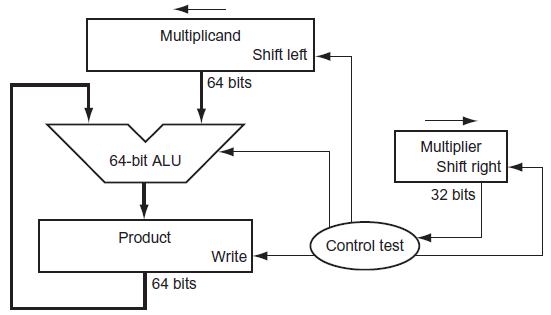 Multiplicand
Shift left
64 bits
64-bit ALU
Multiplier
Shift right
32 bits
Product
Write
Control test
64 bits